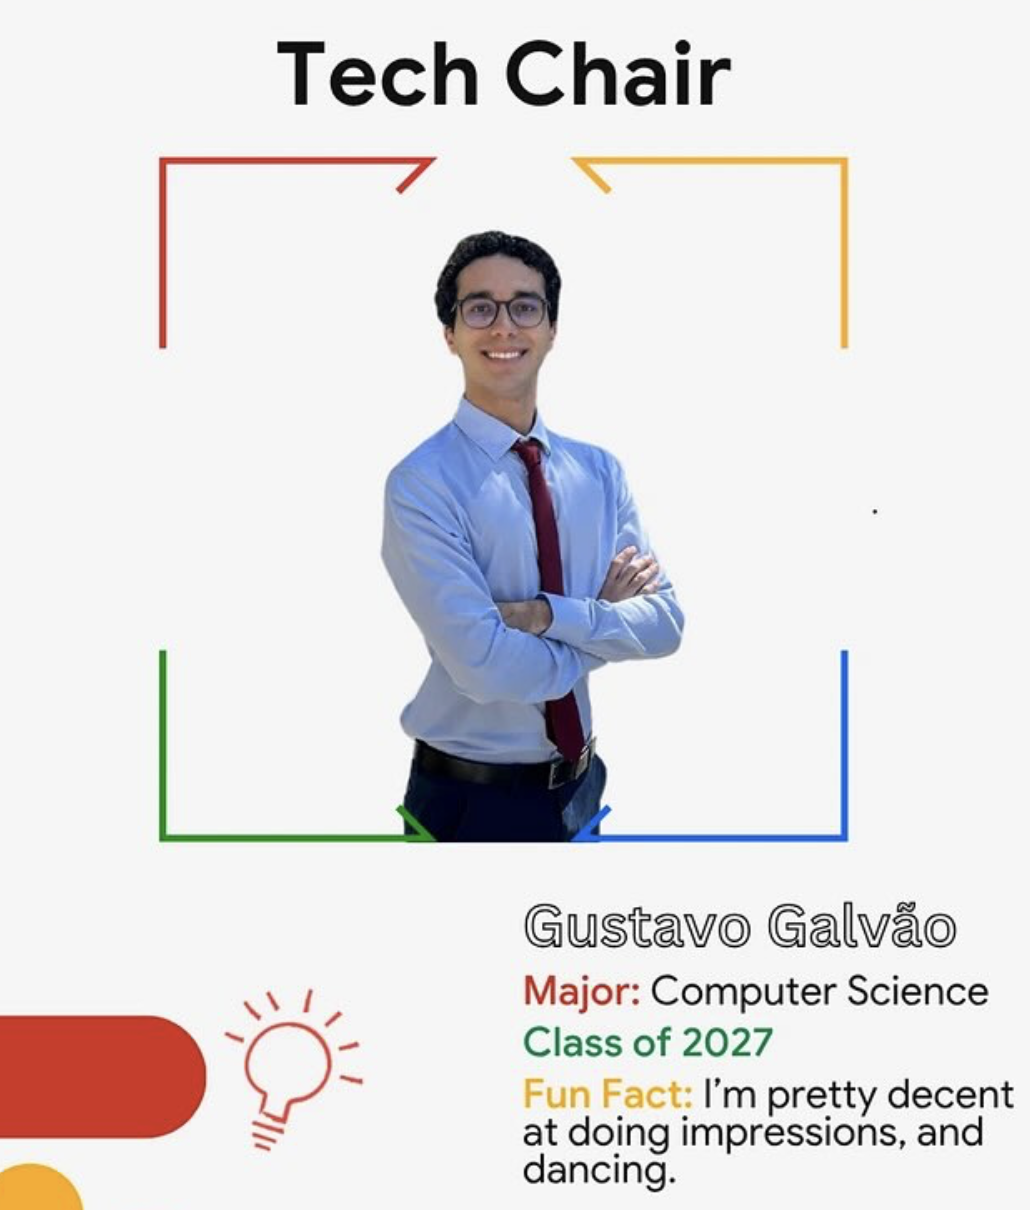 Tech Chair
Gustavo Galvão
Major: Computer Science
Class of 2027
Fun Fact: I’m pretty decent
at doing impressions, and
dancing.